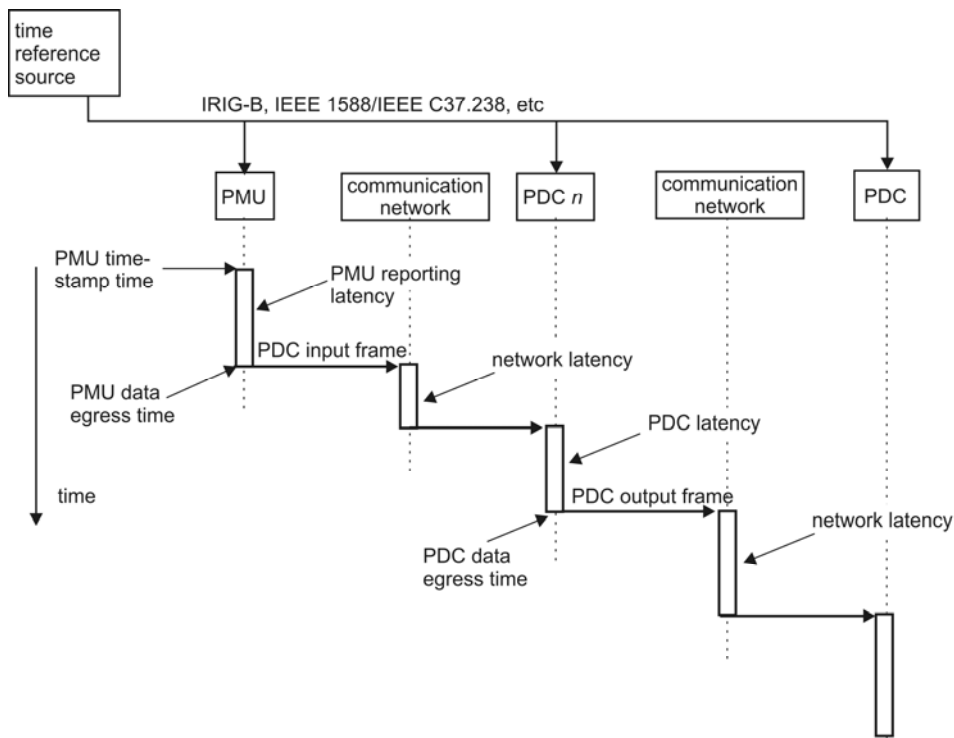 time
reference
source
IRIG-B, IEEE 1588/IEEE C37.238, etc
PMU
communication
network
PDC n
communication
network
PDC
PMU time-
stamp time
PMU reporting
latency
PDC input frame
network latency
PMU data
egress time
PDC latency
time
PDC output frame
network latency
PDC data
egress time